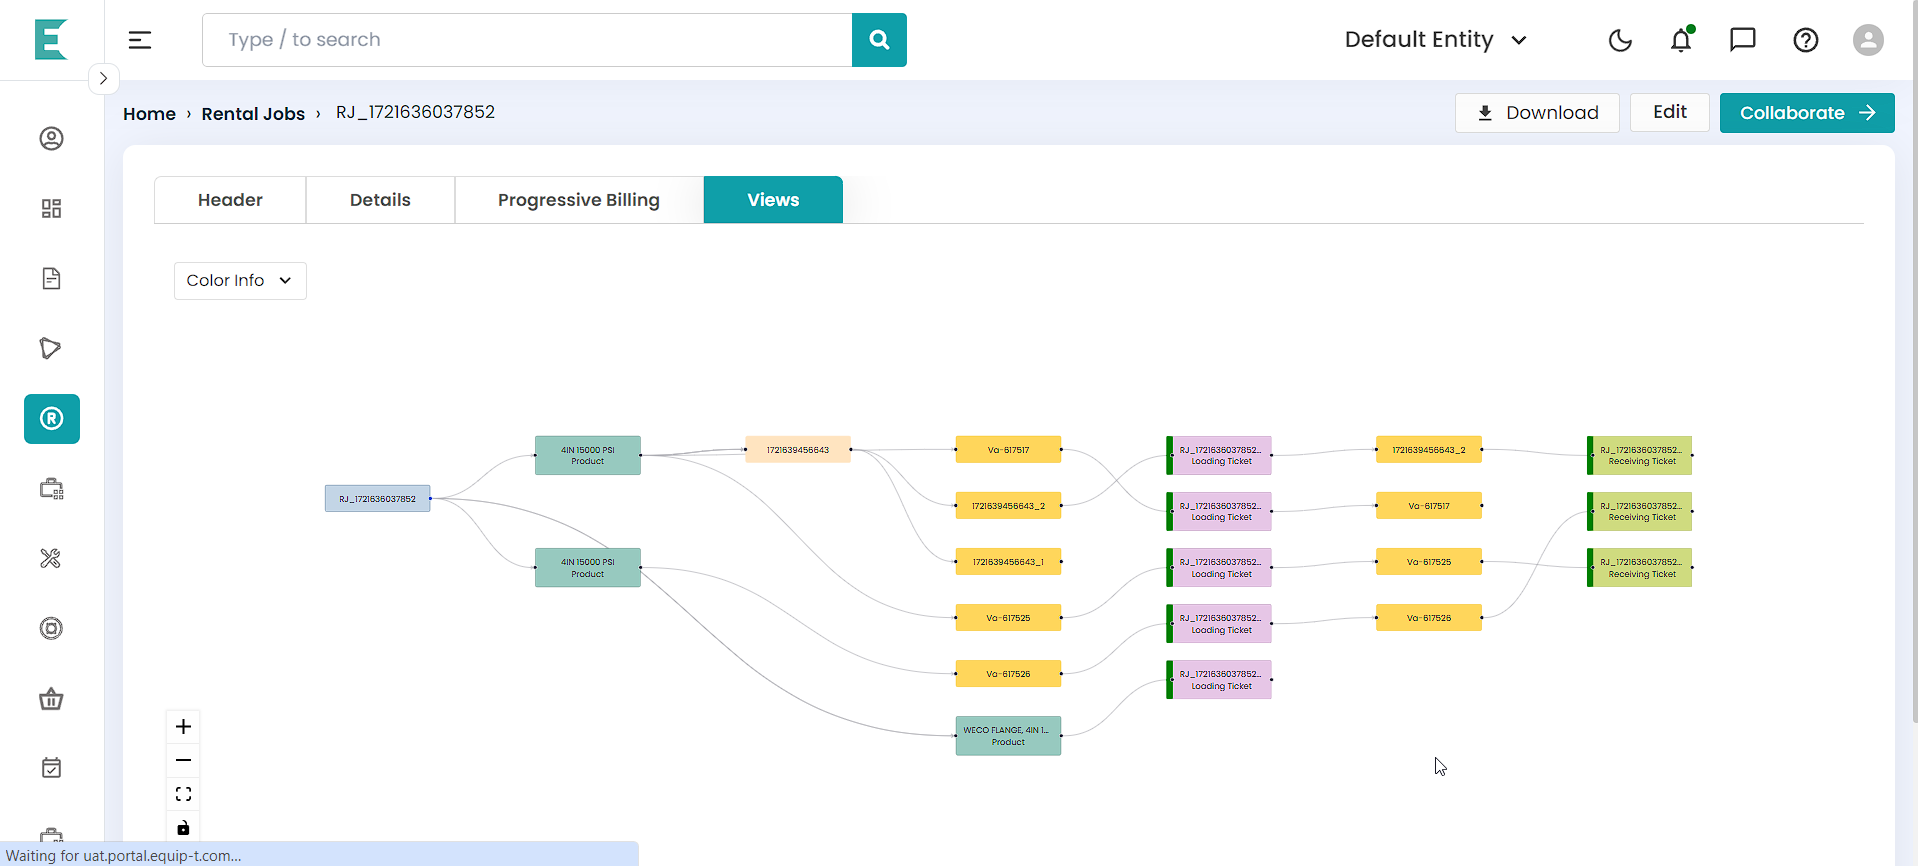 E
Type / to search
Default Entity
Home › Rental Jobs › RJ_1721636037852
Download
Edit
Collaborate
Header
Details
Progressive Billing
Views
Color Info
RJ_1721636037852
4IN 15000 PSI
Product
4IN 15000 PSI
Product
1721639456643
Va-617517
1721639456643_2
1721639456643_1
Va-617525
Va-617526
WECO FLANGE, 4IN 1...
Product
RJ_1721636037852...
Loading Ticket
RJ_1721636037852...
Loading Ticket
RJ_1721636037852...
Loading Ticket
RJ_1721636037852...
Loading Ticket
RJ_1721636037852...
Loading Ticket
1721639456643_2
Va-617517
Va-617525
Va-617526
RJ_1721636037852...
Receiving Ticket
RJ_1721636037852...
Receiving Ticket
RJ_1721636037852...
Receiving Ticket
Waiting for uat.portal.equip-t.com...